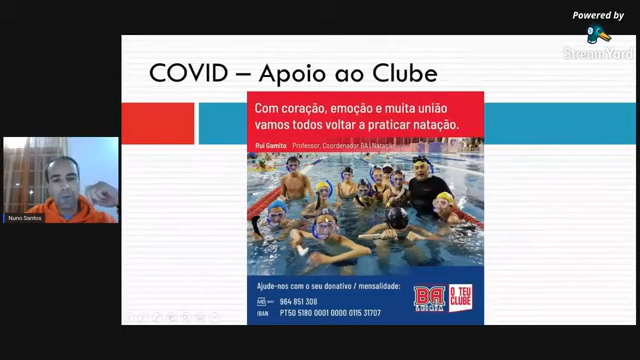 Powered by
StreamYard
COVID – Apoio ao Clube
Com coração, emoção e muita união
vamos todos voltar a praticar natação.
Rui Gamito Professor, Coordenador BA | Natação
Ajude-nos com o seu donativo / mensalidade:
MB WAY 964 851 308
IBAN PT50 5180 0001 0000 0115 31707
BA
O TEU
CLUBE
Nuno Santos